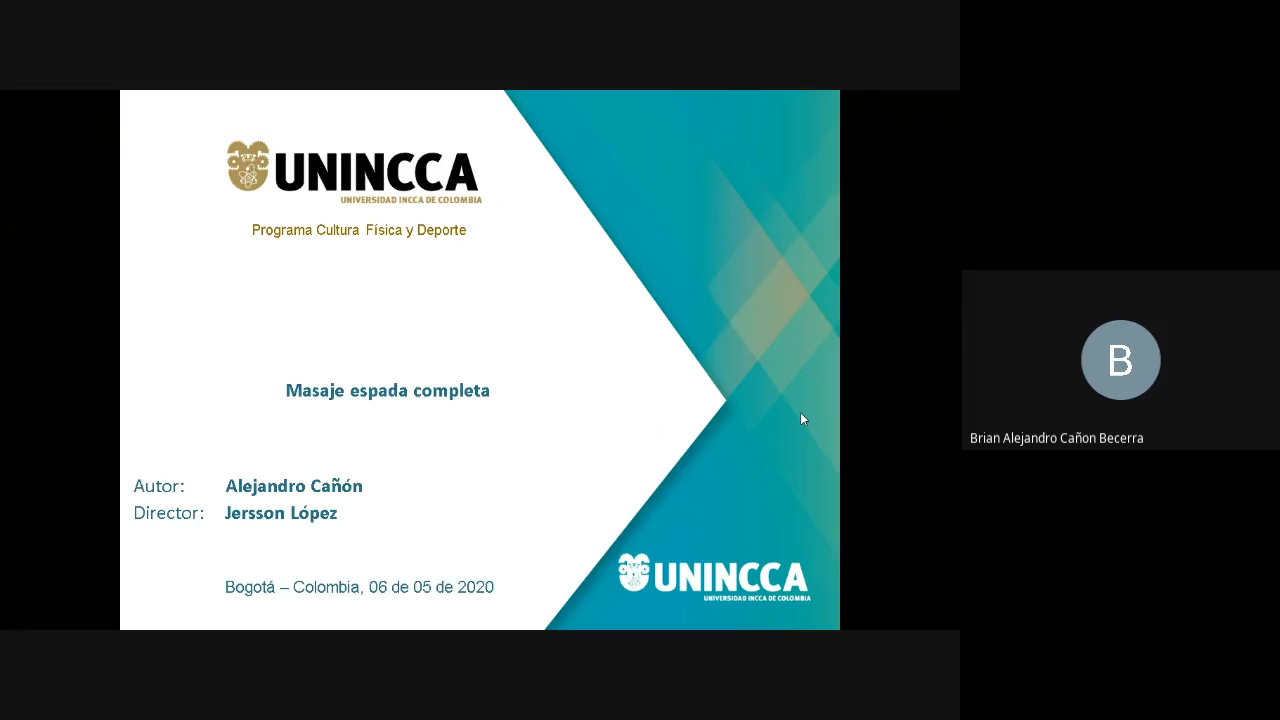 UNINCCA
UNIVERSIDAD INCCA DE COLOMBIA
Programa Cultura Física y Deporte
Masaje espada completa
Autor: Alejandro Cañón
Director: Jersson López
Bogotá – Colombia, 06 de 05 de 2020
UNINCCA
UNIVERSIDAD INCCA DE COLOMBIA
B
Brian Alejandro Cañon Becerra